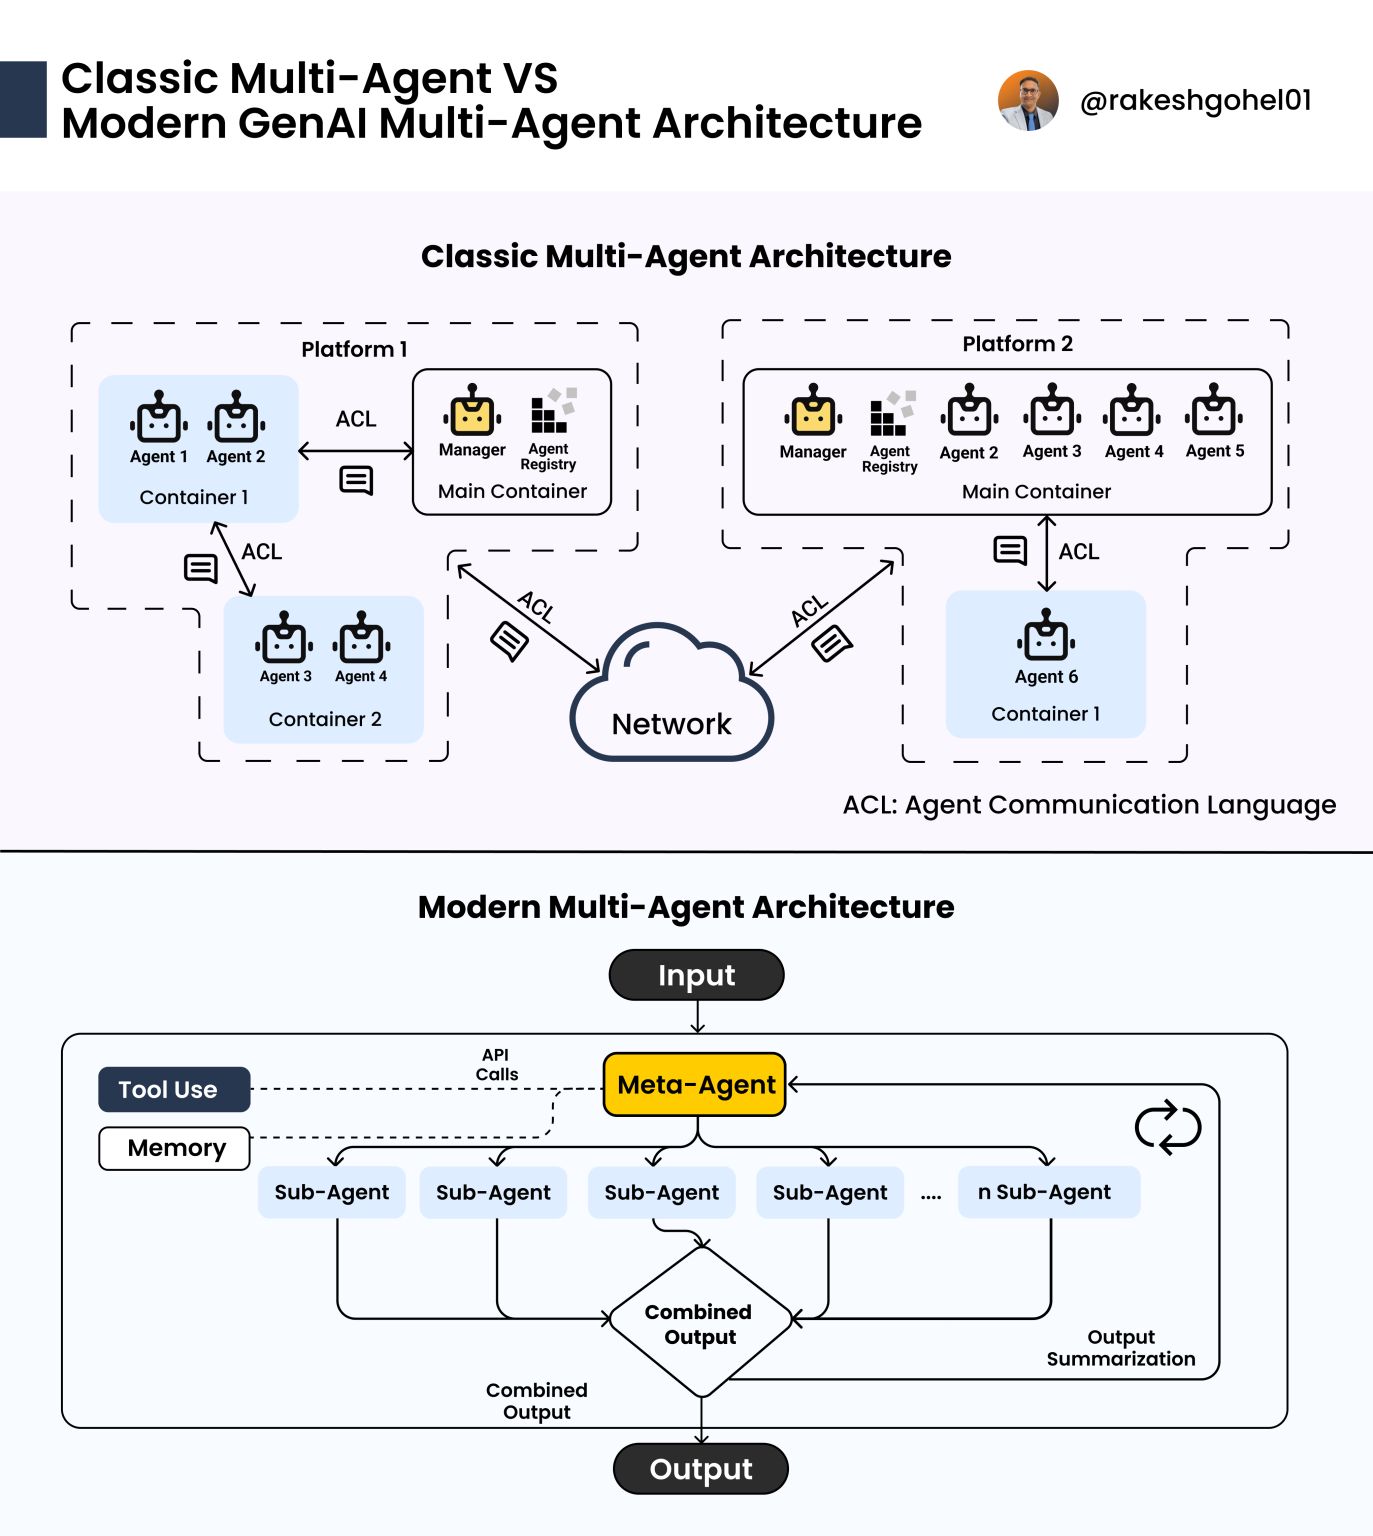 Classic Multi-Agent VS
Modern GenAI Multi-Agent Architecture
@rakeshgohel01
Classic Multi-Agent Architecture
Platform 1
Agent 1
Agent 2
Container 1
ACL
Manager
Agent
Registry
Main Container
ACL
Agent 3
Agent 4
Container 2
ACL
Network
ACL
Platform 2
Manager
Agent
Registry
Agent 2
Agent 3
Agent 4
Agent 5
Main Container
ACL
Agent 6
Container 1
ACL: Agent Communication Language
Modern Multi-Agent Architecture
Input
Tool Use
API
Calls
Meta-Agent
Memory
Sub-Agent
Sub-Agent
Sub-Agent
Sub-Agent
....
n Sub-Agent
Combined
Output
Output
Summarization
Combined
Output
Output